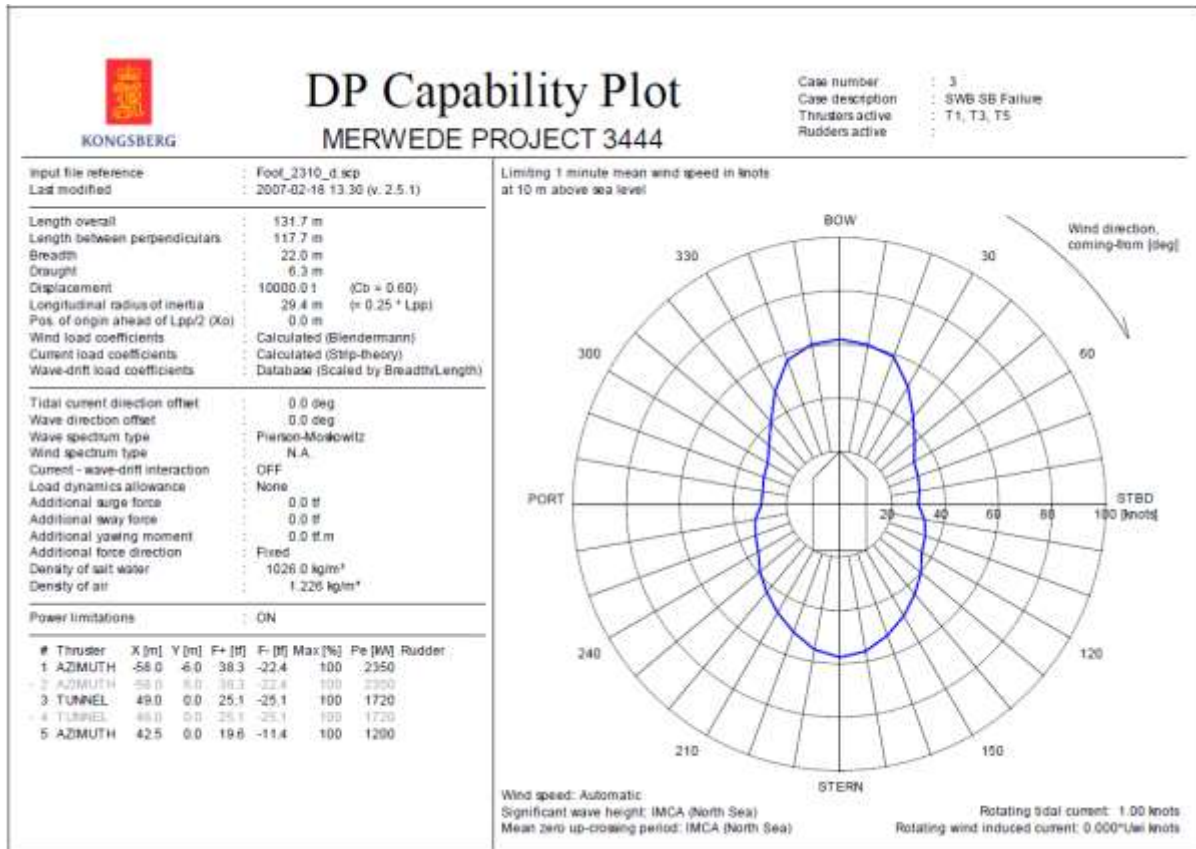 KONGSBERG
DP Capability Plot
MERWEDE PROJECT 3444
Case number : 3
Case description : SWB SB Failure
Thrusters active : T1, T3, T5
Rudders active :
Input file reference : Foot_2310_d.scp
Last modified : 2007-02-16 13.30 (v. 2.5.1)
Length overall : 131.7 m
Length between perpendiculars : 117.7 m
Breadth : 22.0 m
Draught : 6.3 m
Displacement : 10000.0 t (Cb = 0.60)
Longitudinal radius of inertia : 29.4 m (= 0.25 * Lpp)
Pos. of origin ahead of Lpp/2 (Xo) : 0.0 m
Wind load coefficients : Calculated (Blendermann)
Current load coefficients : Calculated (Strip-theory)
Wave-drift load coefficients : Database (Scaled by Breadth/Length)
Tidal current direction offset : 0.0 deg
Wave direction offset : 0.0 deg
Wave spectrum type : Pierson-Moskowitz
Wind spectrum type : N.A.
Current - wave-drift interaction : OFF
Load dynamics allowance : None
Additional surge force : 0.0 tf
Additional sway force : 0.0 tf
Additional yawing moment : 0.0 tf.m
Additional force direction : Fixed
Density of salt water : 1026.0 kg/m³
Density of air : 1.226 kg/m³
Power limitations : ON
# Thruster X [m] Y [m] F+ [tf] F- [tf] Max [%] Pe [kW] Rudder
1 AZIMUTH -56.0 -6.0 38.3 -22.4 100 2350
- 2 AZIMUTH -56.0 6.0 38.3 -22.4 100 2350
3 TUNNEL 49.0 0.0 25.1 -25.1 100 1720
- 4 TUNNEL 46.0 0.0 25.1 -25.1 100 1720
5 AZIMUTH 42.5 0.0 19.6 -11.4 100 1200
Limiting 1 minute mean wind speed in knots
at 10 m above sea level
Wind direction,
coming-from [deg]
BOW
330 30
300 60
PORT STBD
20 40 60 80 100 [knots]
240 120
210 150
STERN
Wind speed: Automatic
Significant wave height: IMCA (North Sea)
Mean zero up-crossing period: IMCA (North Sea)
Rotating tidal current: 1.00 knots
Rotating wind induced current: 0.000*Uwi knots